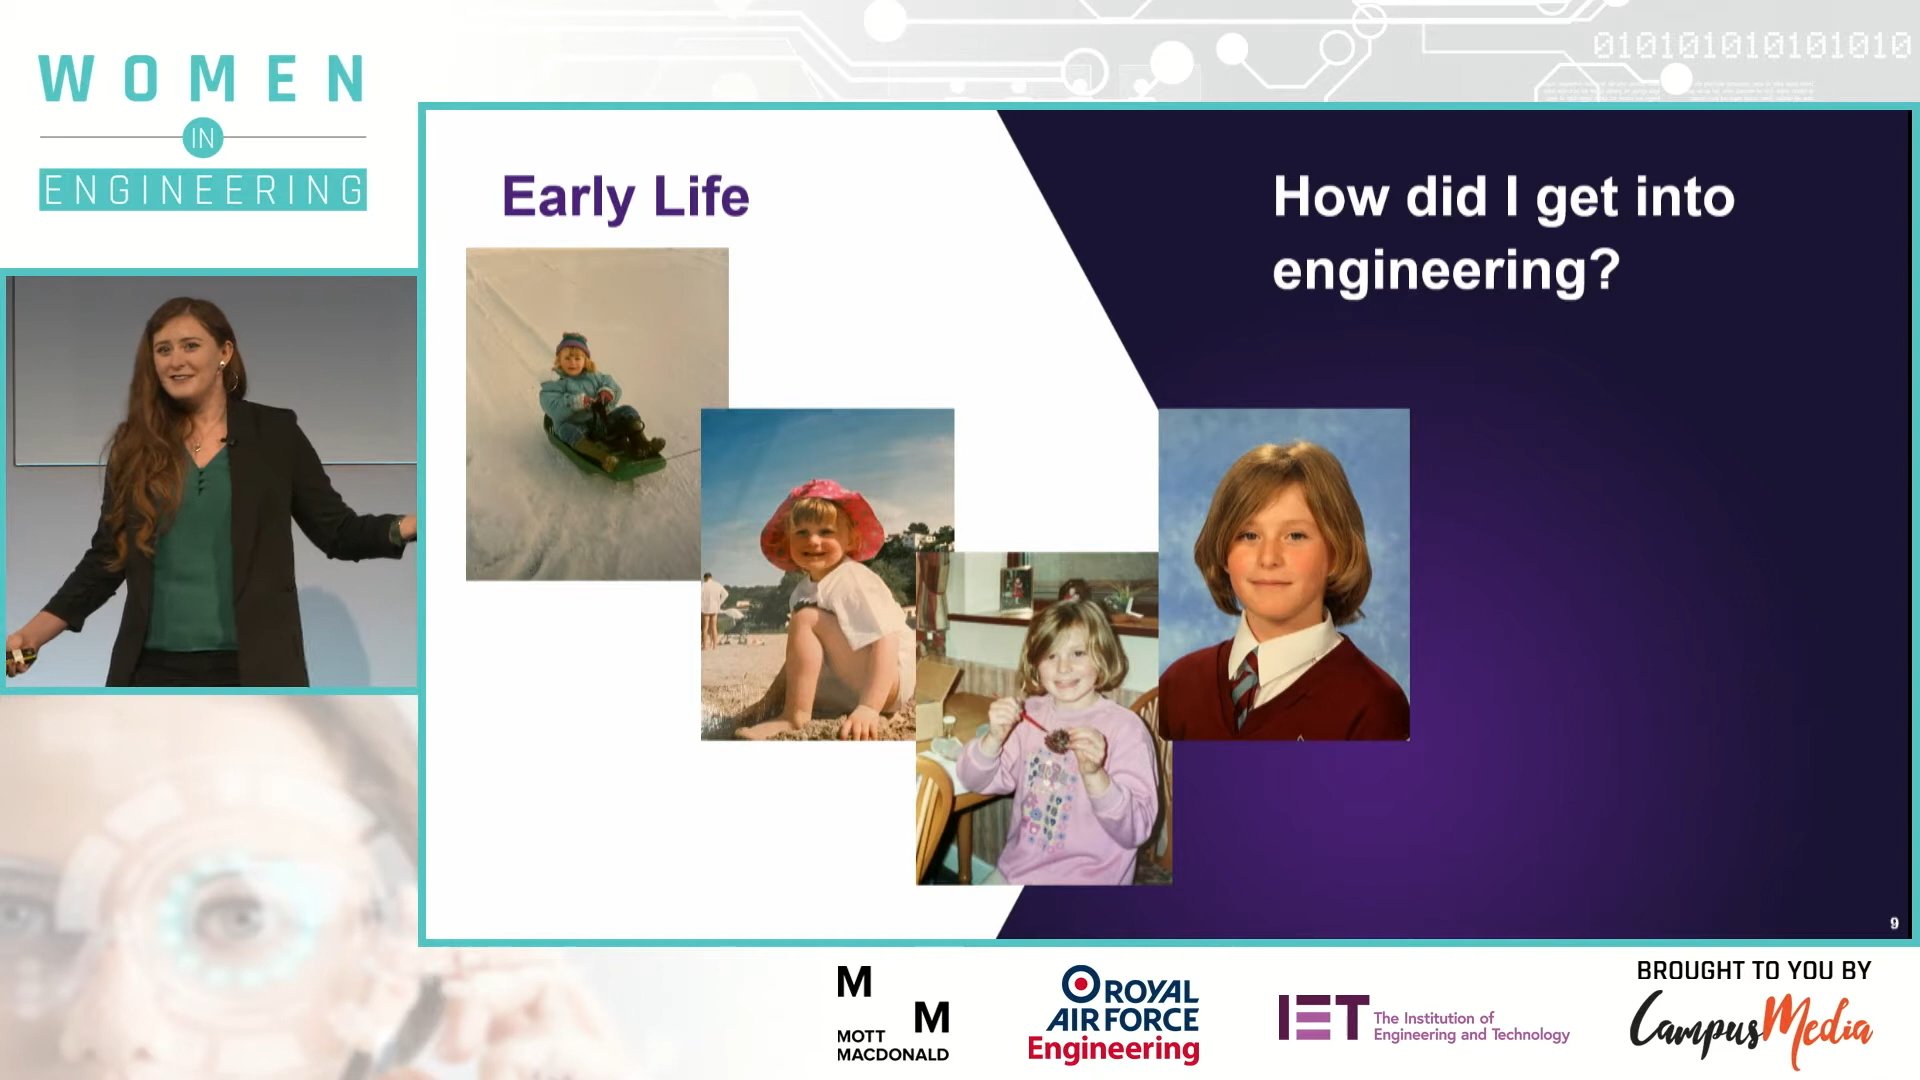 WOMEN
IN
ENGINEERING
010101010101010
Early Life
How did I get into
engineering?
9
M
M
MOTT
MACDONALD
ROYAL
AIR FORCE
Engineering
IET
The Institution of
Engineering and Technology
BROUGHT TO YOU BY
CampusMedia